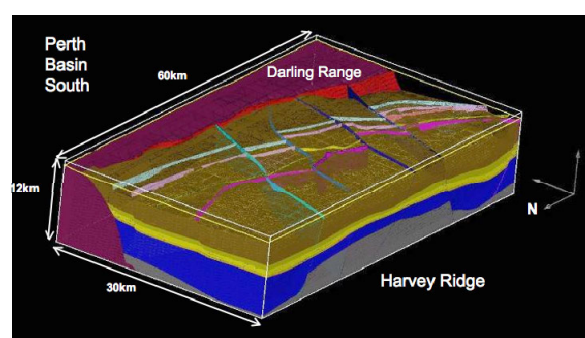 Perth
Basin
South
60km
Darling Range
12km
N
30km
Harvey Ridge